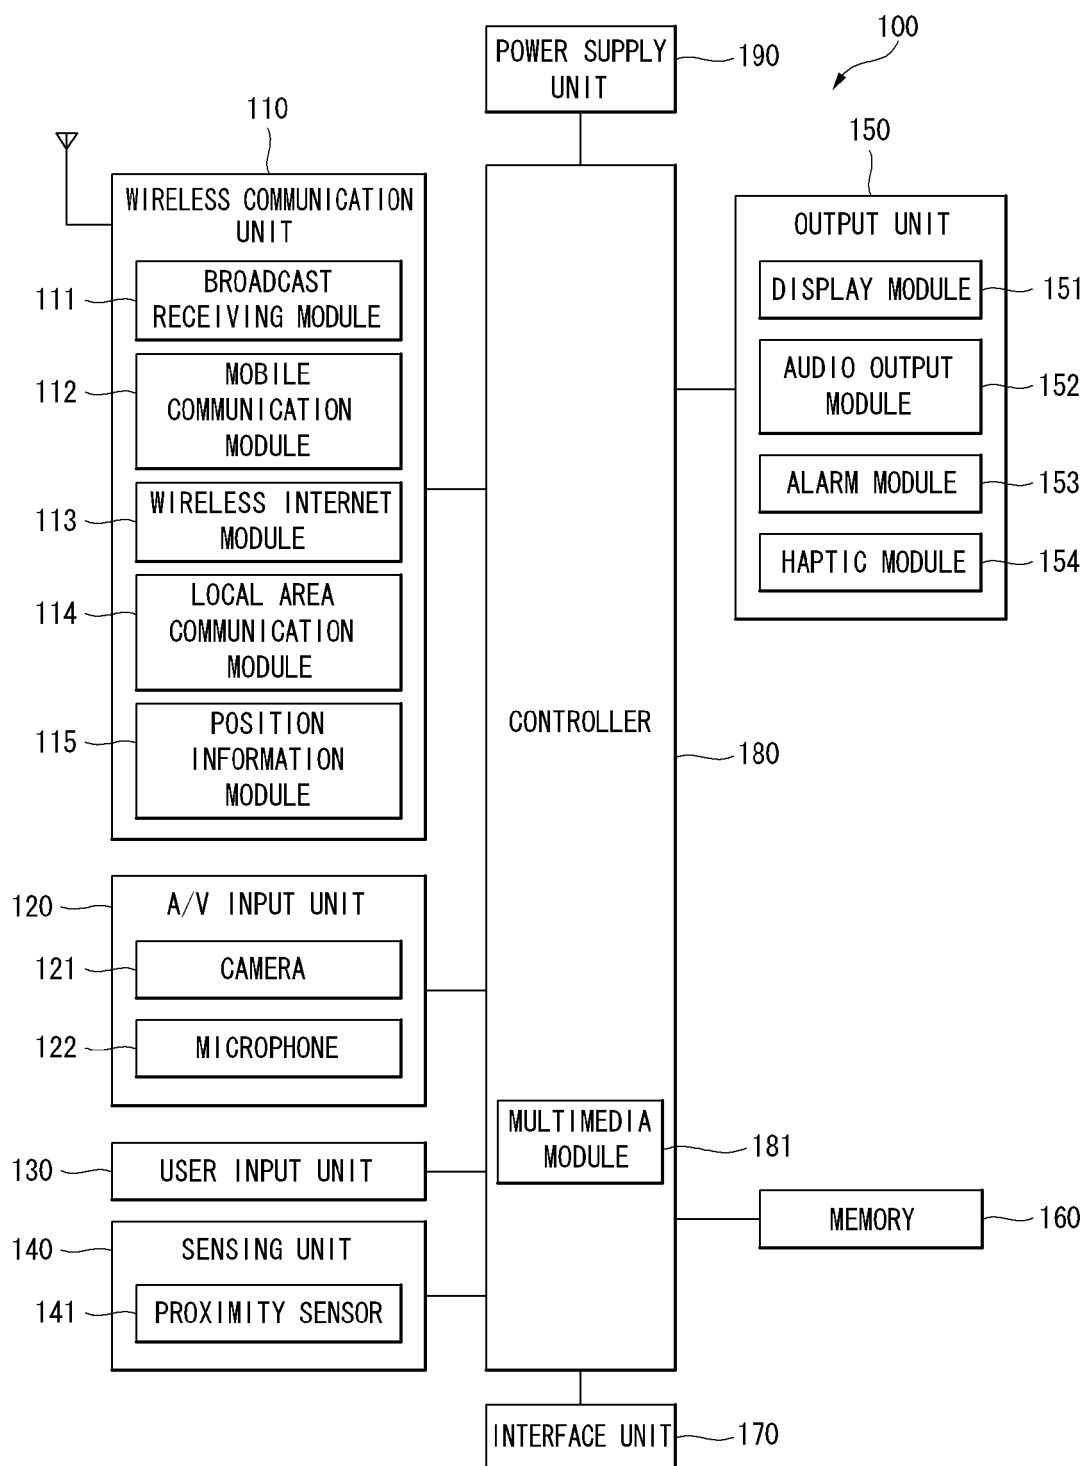 100
POWER SUPPLY
UNIT
190
110
WIRELESS COMMUNICATION
UNIT
111
BROADCAST
RECEIVING MODULE
112
MOBILE
COMMUNICATION
MODULE
113
WIRELESS INTERNET
MODULE
114
LOCAL AREA
COMMUNICATION
MODULE
115
POSITION
INFORMATION
MODULE
120
A/V INPUT UNIT
121
CAMERA
122
MICROPHONE
130
USER INPUT UNIT
140
SENSING UNIT
141
PROXIMITY SENSOR
CONTROLLER
180
MULTIMEDIA
MODULE
181
150
OUTPUT UNIT
DISPLAY MODULE
151
AUDIO OUTPUT
MODULE
152
ALARM MODULE
153
HAPTIC MODULE
154
MEMORY
160
INTERFACE UNIT
170